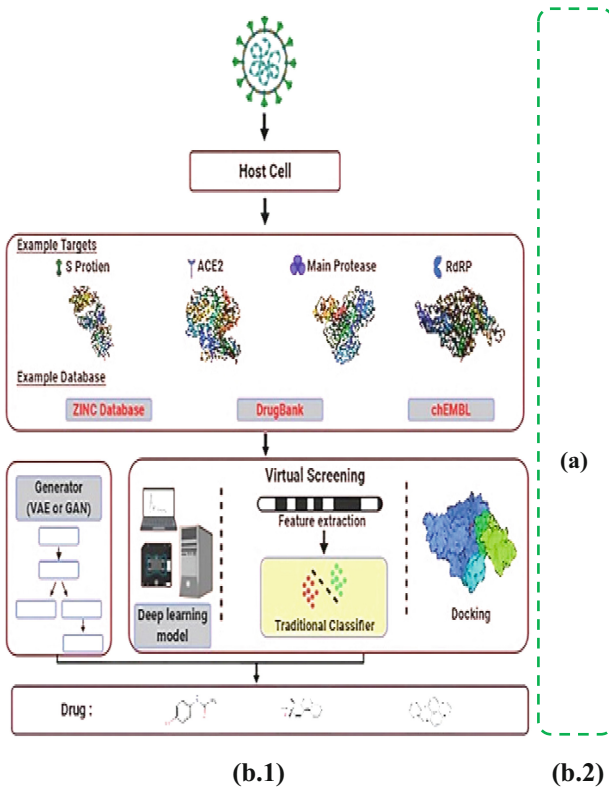 Host Cell
Example Targets
S Protien
ACE2
Main Protease
RdRP
Example Database
ZINC Database
DrugBank
chEMBL
(a)
Generator
(VAE or GAN)
Virtual Screening
Feature extraction
Deep learning
model
Traditional Classifier
Docking
Drug :
(b.1)
(b.2)